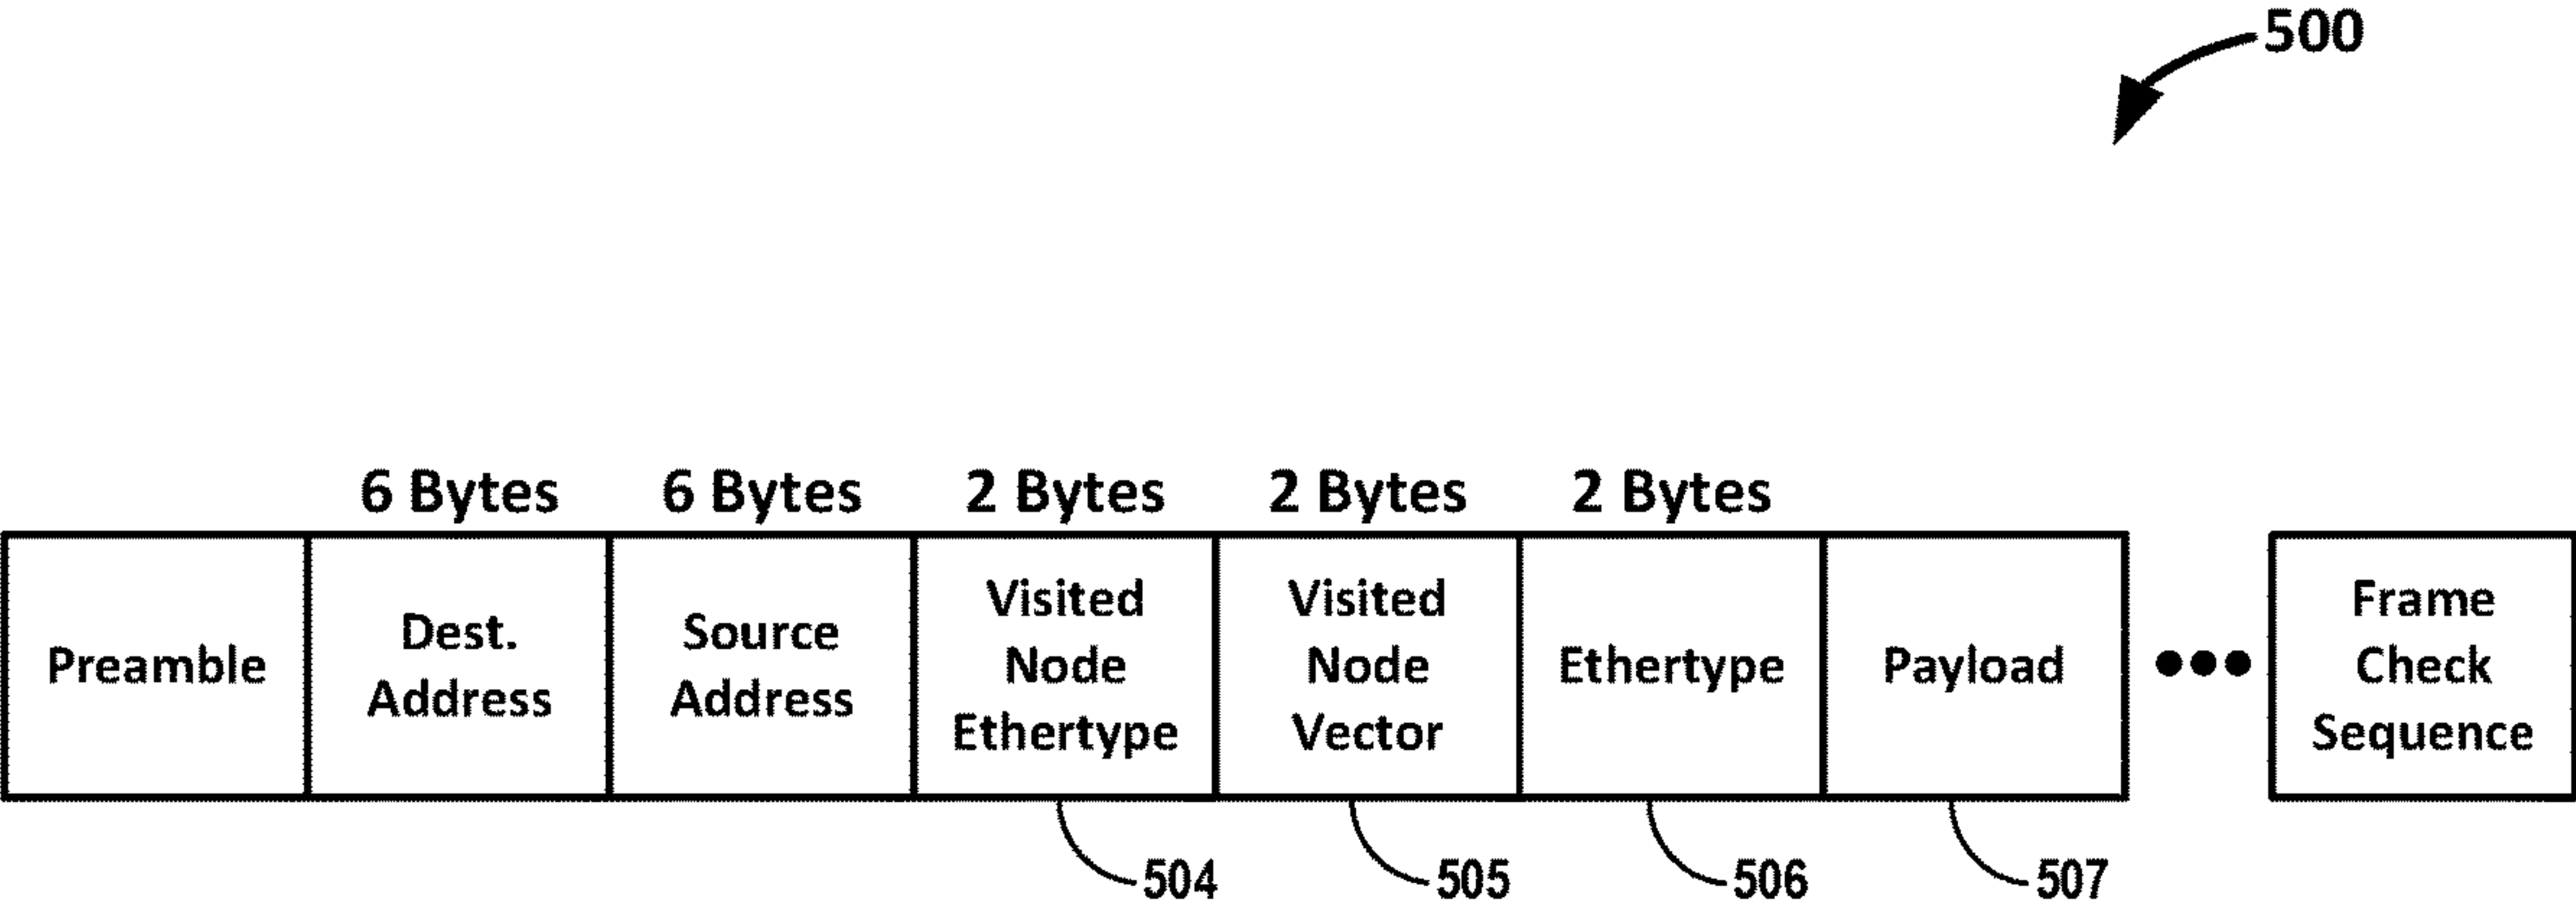 500
6 Bytes
6 Bytes
2 Bytes
2 Bytes
2 Bytes
Preamble
Dest.
Address
Source
Address
Visited
Node
Ethertype
Visited
Node
Vector
Ethertype
Payload
Frame
Check
Sequence
504
505
506
507